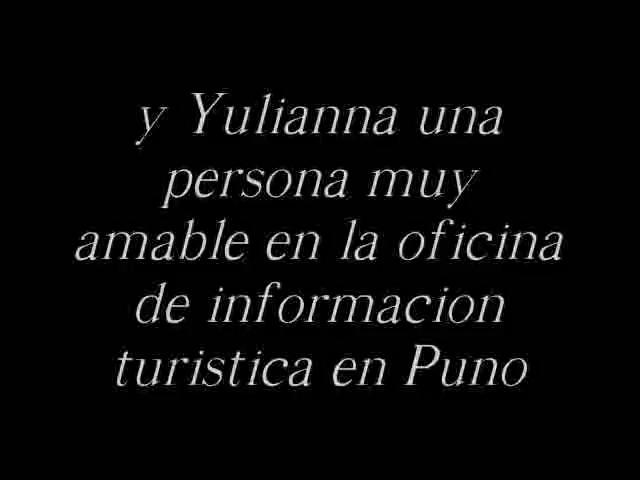 y Yulianna una
persona muy
amable en la oficina
de informacion
turistica en Puno